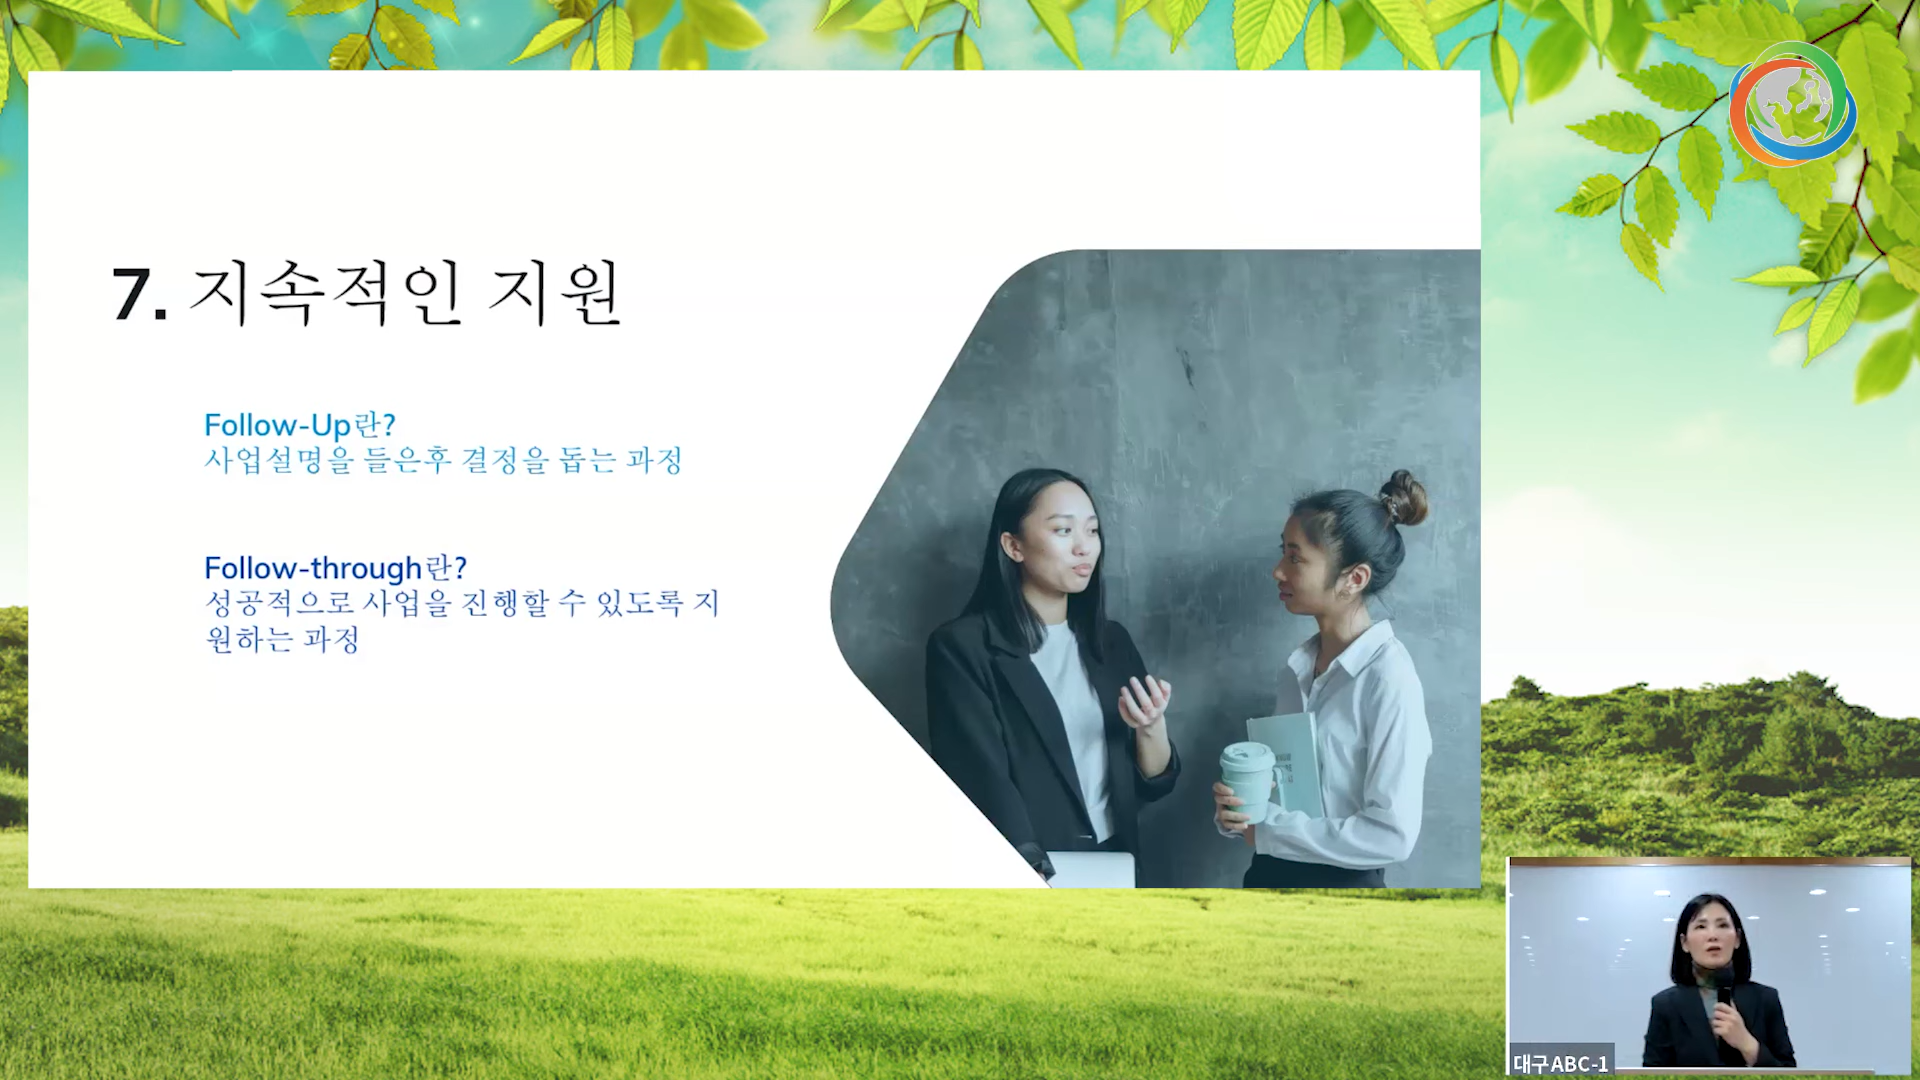 7. 지속적인 지원
Follow-Up란?
사업설명을 들은후 결정을 돕는 과정
Follow-through란?
성공적으로 사업을 진행할 수 있도록 지
원하는 과정
대구ABC-1